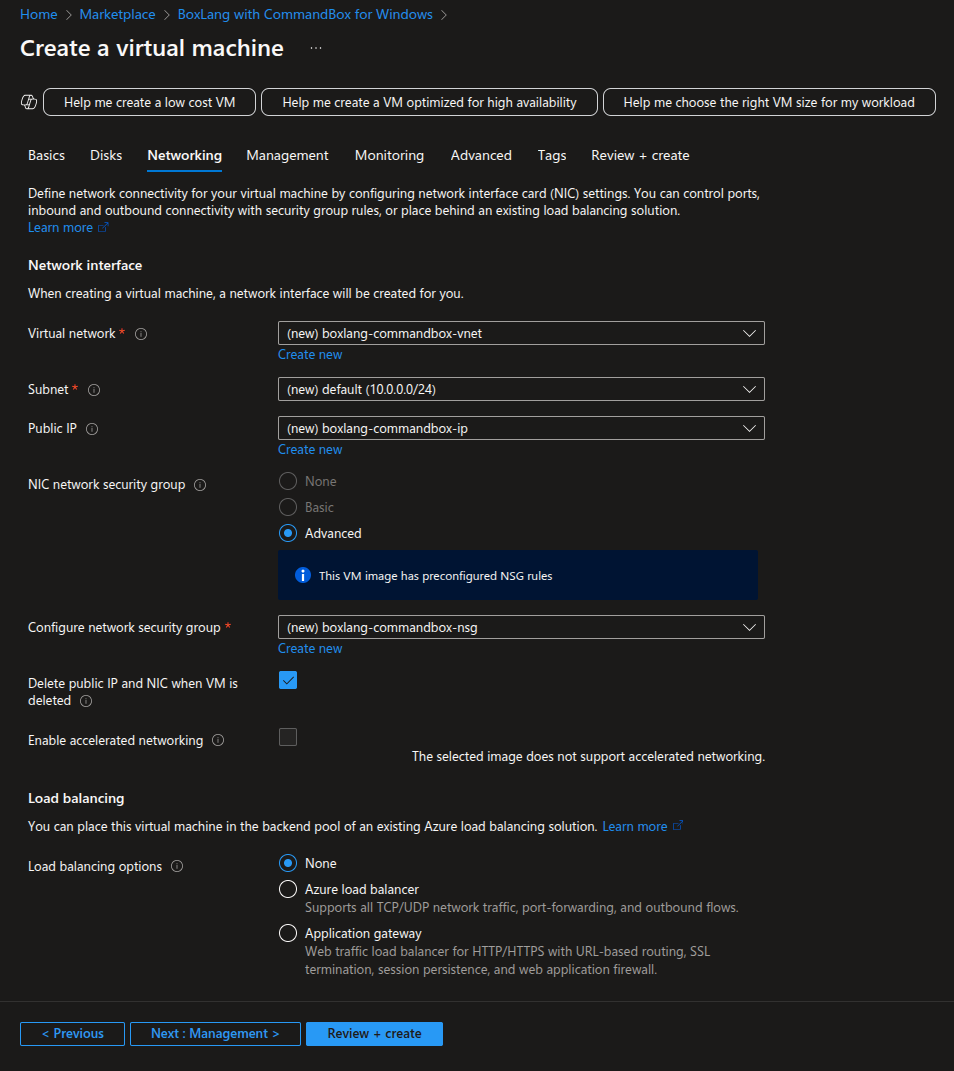 Home > Marketplace > BoxLang with CommandBox for Windows >
Create a virtual machine ...
Help me create a low cost VM Help me create a VM optimized for high availability Help me choose the right VM size for my workload
Basics Disks Networking Management Monitoring Advanced Tags Review + create
Define network connectivity for your virtual machine by configuring network interface card (NIC) settings. You can control ports,
inbound and outbound connectivity with security group rules, or place behind an existing load balancing solution.
Learn more
Network interface
When creating a virtual machine, a network interface will be created for you.
Virtual network * (new) boxlang-commandbox-vnet
Create new
Subnet * (new) default (10.0.0.0/24)
Public IP (new) boxlang-commandbox-ip
Create new
NIC network security group None
Basic
Advanced
This VM image has preconfigured NSG rules
Configure network security group * (new) boxlang-commandbox-nsg
Create new
Delete public IP and NIC when VM is
deleted
Enable accelerated networking
The selected image does not support accelerated networking.
Load balancing
You can place this virtual machine in the backend pool of an existing Azure load balancing solution. Learn more
Load balancing options None
Azure load balancer
Supports all TCP/UDP network traffic, port-forwarding, and outbound flows.
Application gateway
Web traffic load balancer for HTTP/HTTPS with URL-based routing, SSL
termination, session persistence, and web application firewall.
< Previous Next : Management > Review + create